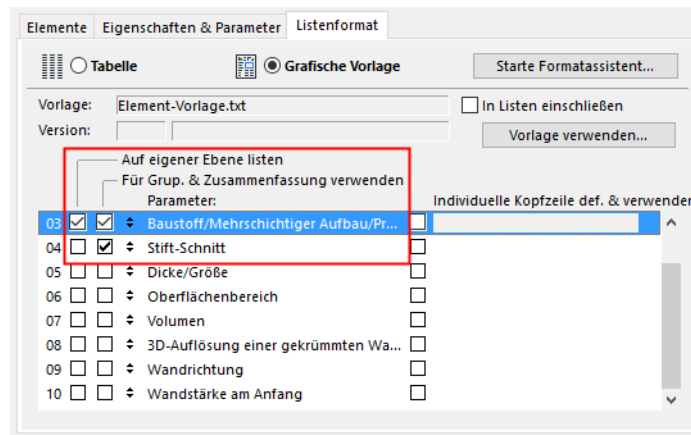 Elemente Eigenschaften & Parameter Listenformat
Tabelle Grafische Vorlage Starte Formatassistent...
Vorlage: Element-Vorlage.txt In Listen einschließen
Version: Vorlage verwenden...
Auf eigener Ebene listen
Für Grup. & Zusammenfassung verwenden
Parameter: Individuelle Kopfzeile def. & verwenden
03 Baustoff/Mehrschichtiger Aufbau/Pr...
04 Stift-Schnitt
05 Dicke/Größe
06 Oberflächenbereich
07 Volumen
08 3D-Auflösung einer gekrümmten Wa...
09 Wandrichtung
10 Wandstärke am Anfang